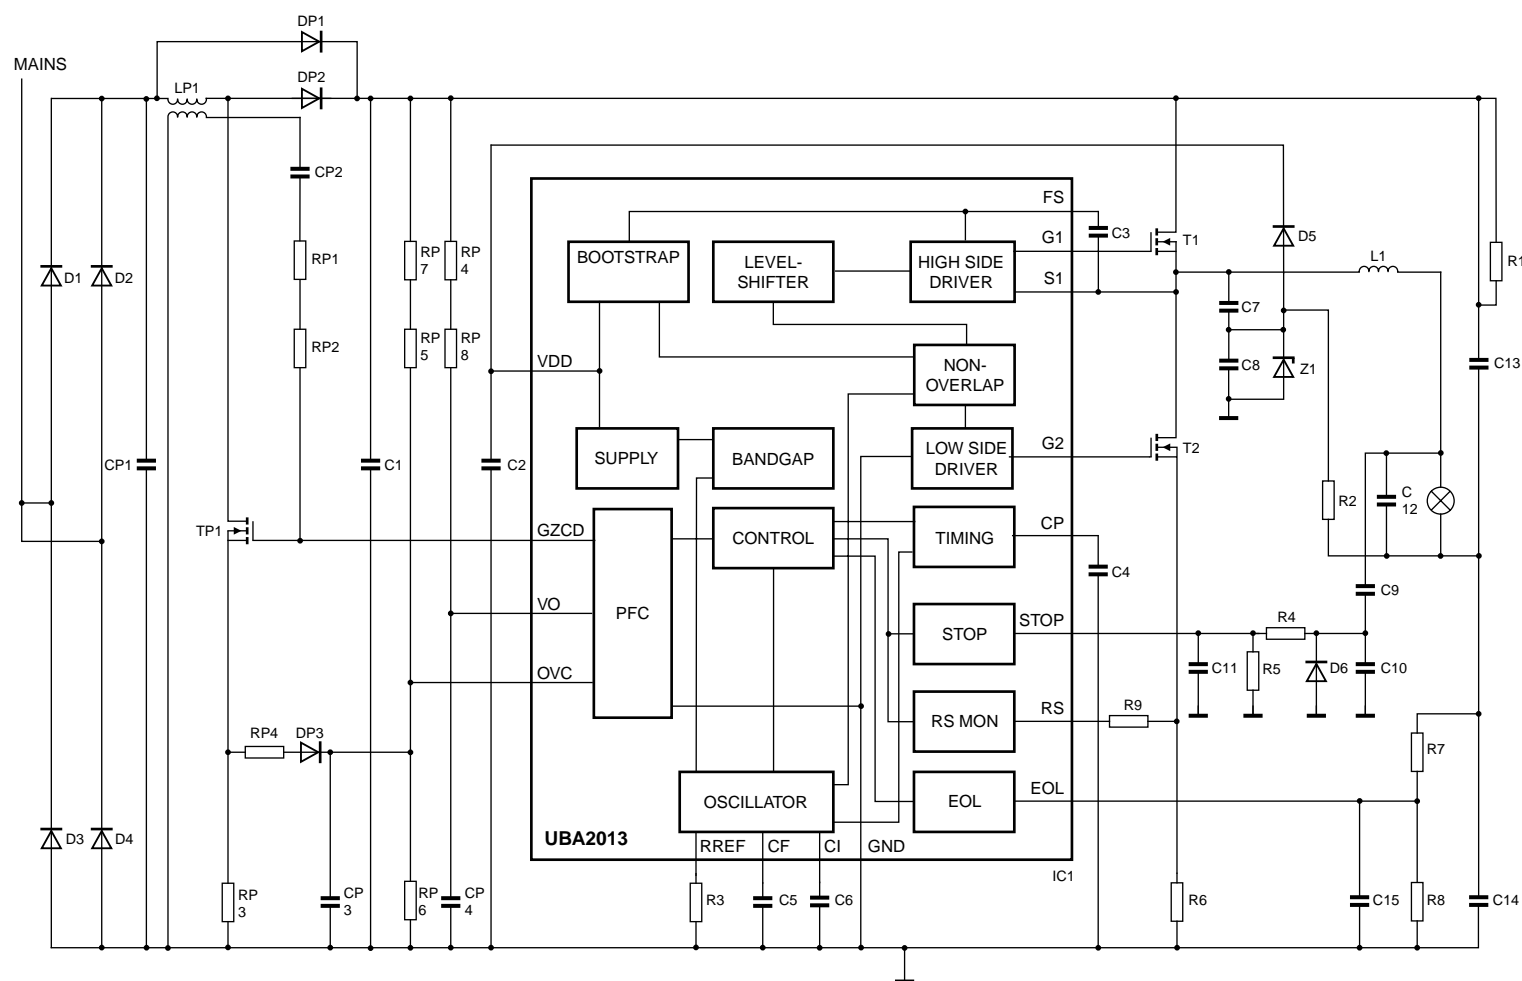 DP1
MAINS
DP2
LP1
CP2
FS
C3
G1
T1
D5
BOOTSTRAP
LEVEL-
SHIFTER
HIGH SIDE
DRIVER
L1
R1
D1
D2
RP1
RP
7
RP
4
S1
C7
RP2
RP
5
RP
8
VDD
NON-
OVERLAP
C8
Z1
C13
G2
T2
SUPPLY
BANDGAP
LOW SIDE
DRIVER
CP1
C1
C2
R2
C
12
TP1
GZCD
CONTROL
TIMING
CP
C4
C9
VO
PFC
STOP
STOP
R4
C11
R5
D6
C10
OVC
RS MON
RS
R9
RP4
DP3
R7
OSCILLATOR
EOL
EOL
D3
D4
UBA2013
RREF
CF
CI
GND
IC1
RP
3
CP
3
RP
6
CP
4
R3
C5
C6
R6
C15
R8
C14